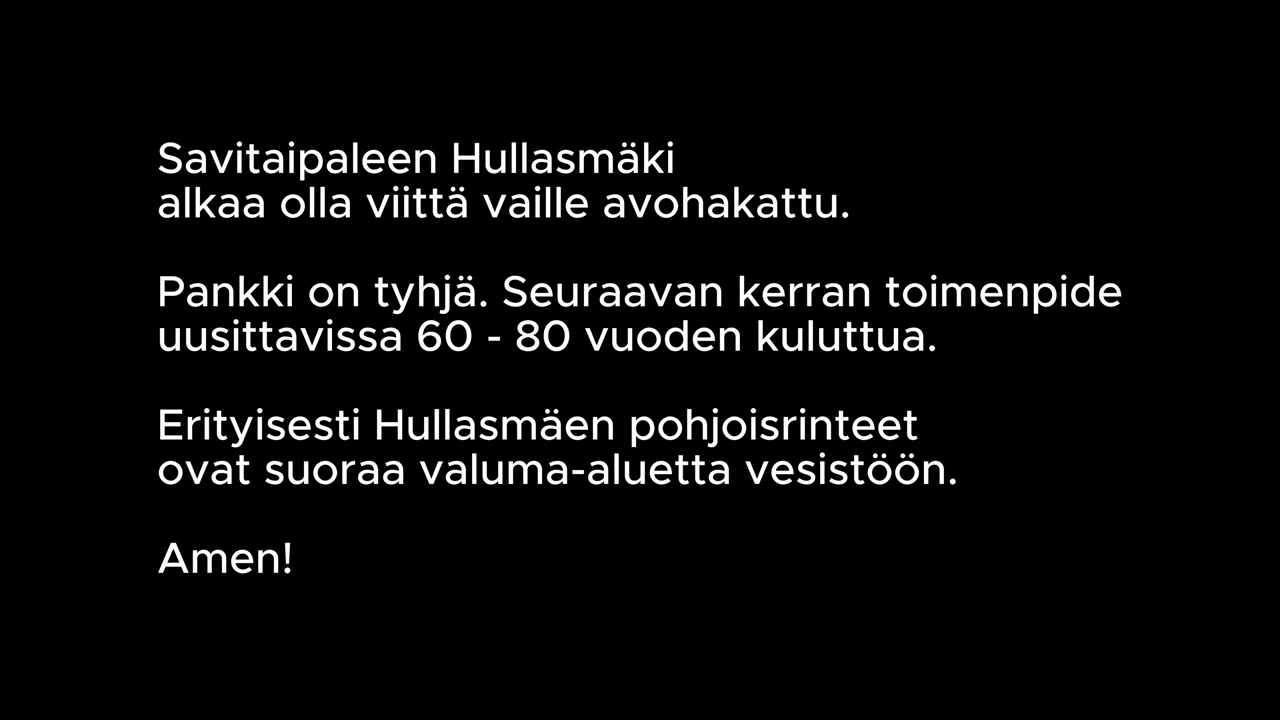 Savitaipaleen Hullasmäki
alkaa olla viittä vaille avohakattu.
Pankki on tyhjä. Seuraavan kerran toimenpide
uusittavissa 60 - 80 vuoden kuluttua.
Erityisesti Hullasmäen pohjoisrinteet
ovat suoraa valuma-aluetta vesistöön.
Amen!